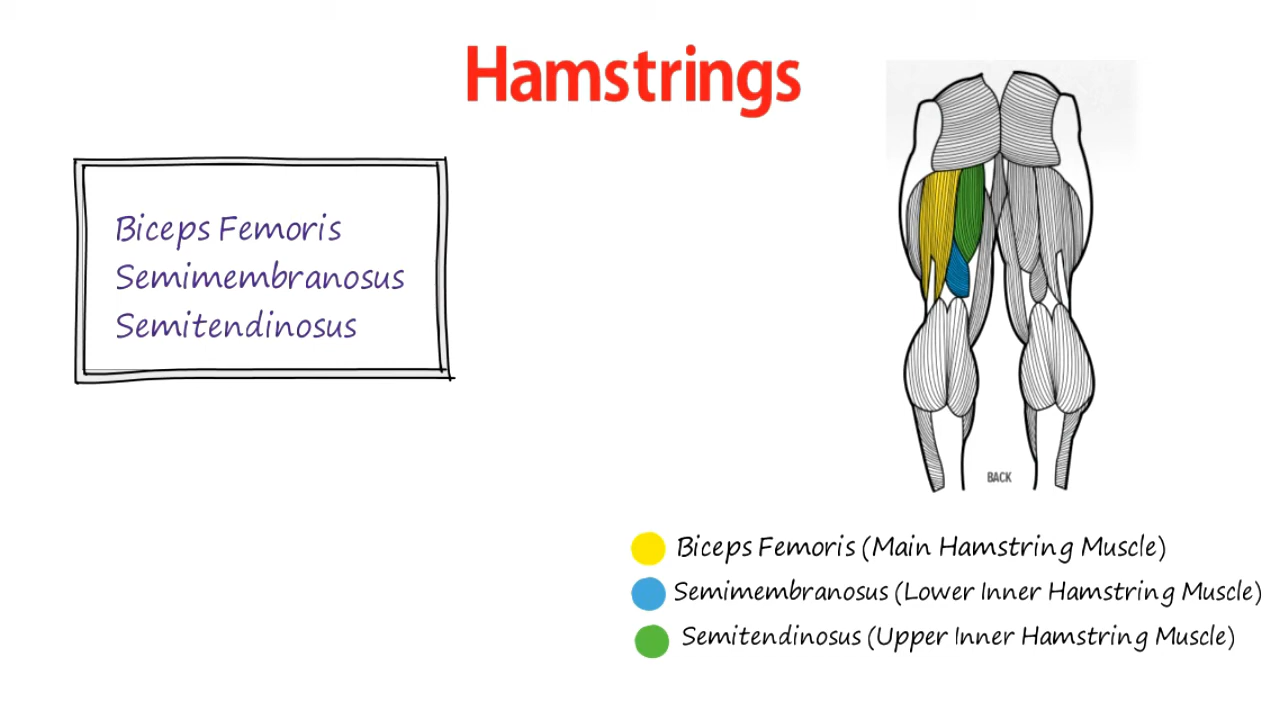 Hamstrings
Biceps Femoris
Semimembranosus
Semitendinosus
BACK
Biceps Femoris (Main Hamstring Muscle)
Semimembranosus (Lower Inner Hamstring Muscle)
Semitendinosus (Upper Inner Hamstring Muscle)